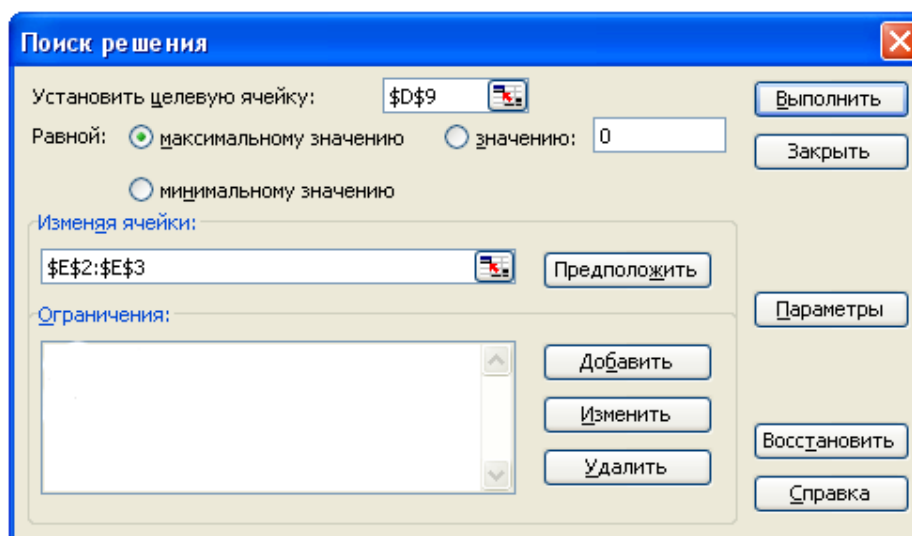 Поиск решения
Установить целевую ячейку: $D$9
Выполнить
Равной: максимальному значению значению: 0
Закрыть
минимальному значению
Изменяя ячейки:
$E$2:$E$3 Предположить
Ограничения:
Параметры
Добавить
Изменить
Восстановить
Удалить
Справка